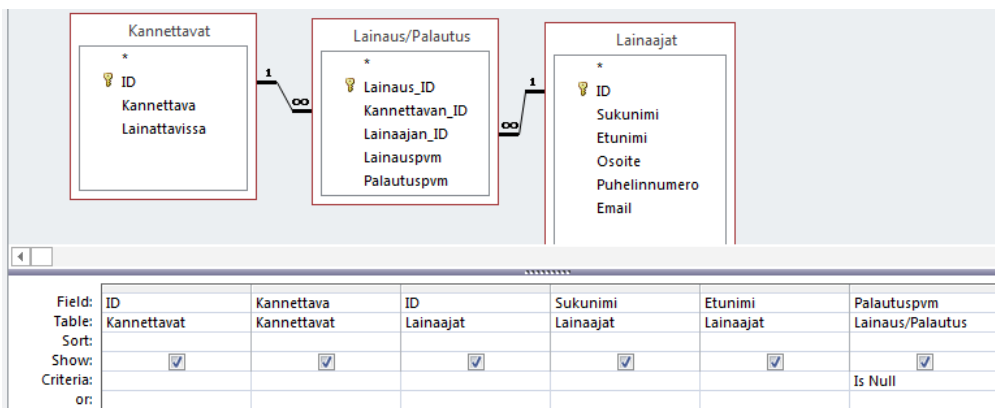 Kannettavat
*
ID
Kannettava
Lainattavissa
1
∞
Lainaus/Palautus
*
Lainaus_ID
Kannettavan_ID
Lainaajan_ID
Lainauspvm
Palautuspvm
1
∞
Lainaajat
*
ID
Sukunimi
Etunimi
Osoite
Puhelinnumero
Email
Field: ID Kannettava ID Sukunimi Etunimi Palautuspvm
Table: Kannettavat Kannettavat Lainaajat Lainaajat Lainaajat Lainaus/Palautus
Sort:
Show:
Criteria: Is Null
or: